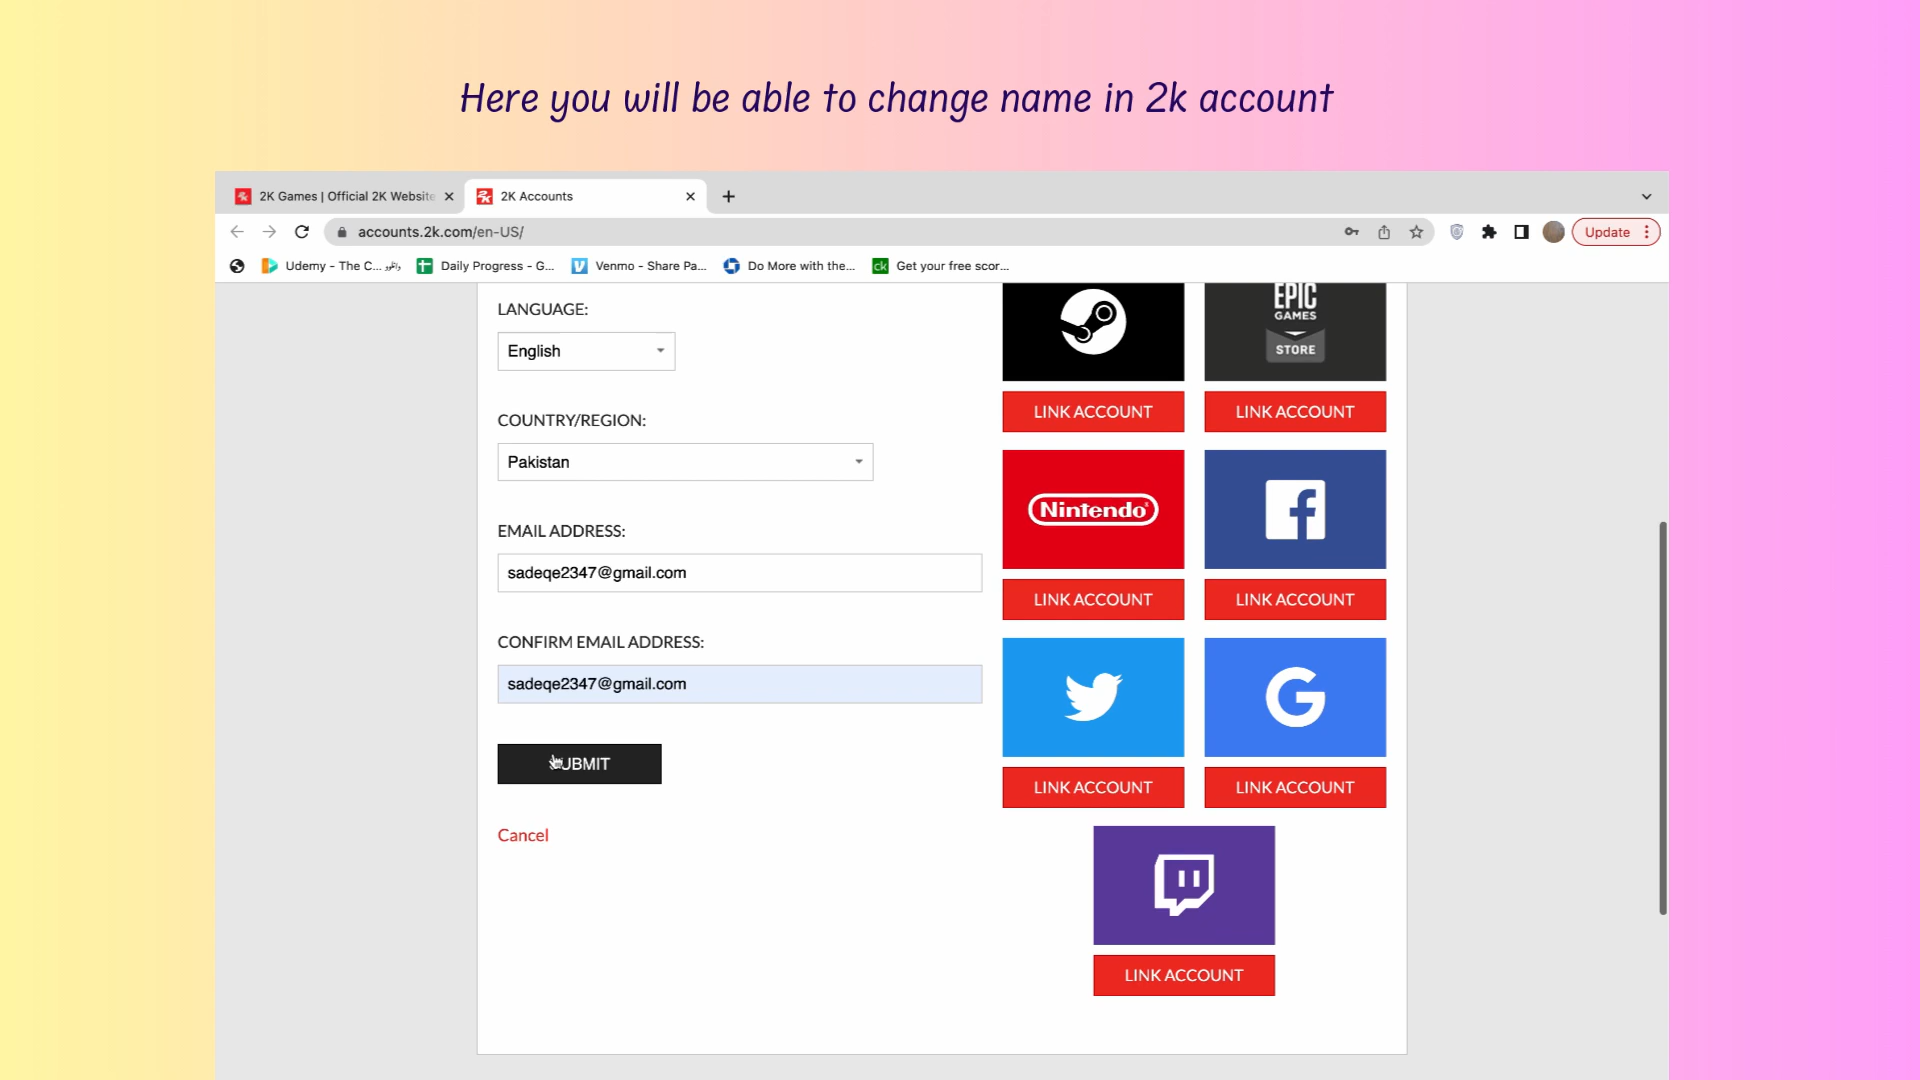 Here you will be able to change name in 2k account
2K Games | Official 2K Website
2K Accounts
accounts.2k.com/en-US/
Update
Udemy - The C...
Daily Progress - G...
Venmo - Share Pa...
Do More with the...
ck Get your free scor...
LANGUAGE:
English
COUNTRY/REGION:
Pakistan
EMAIL ADDRESS:
sadeqe2347@gmail.com
CONFIRM EMAIL ADDRESS:
sadeqe2347@gmail.com
SUBMIT
Cancel
EPIC
GAMES
STORE
LINK ACCOUNT
LINK ACCOUNT
Nintendo
LINK ACCOUNT
LINK ACCOUNT
LINK ACCOUNT
LINK ACCOUNT
LINK ACCOUNT